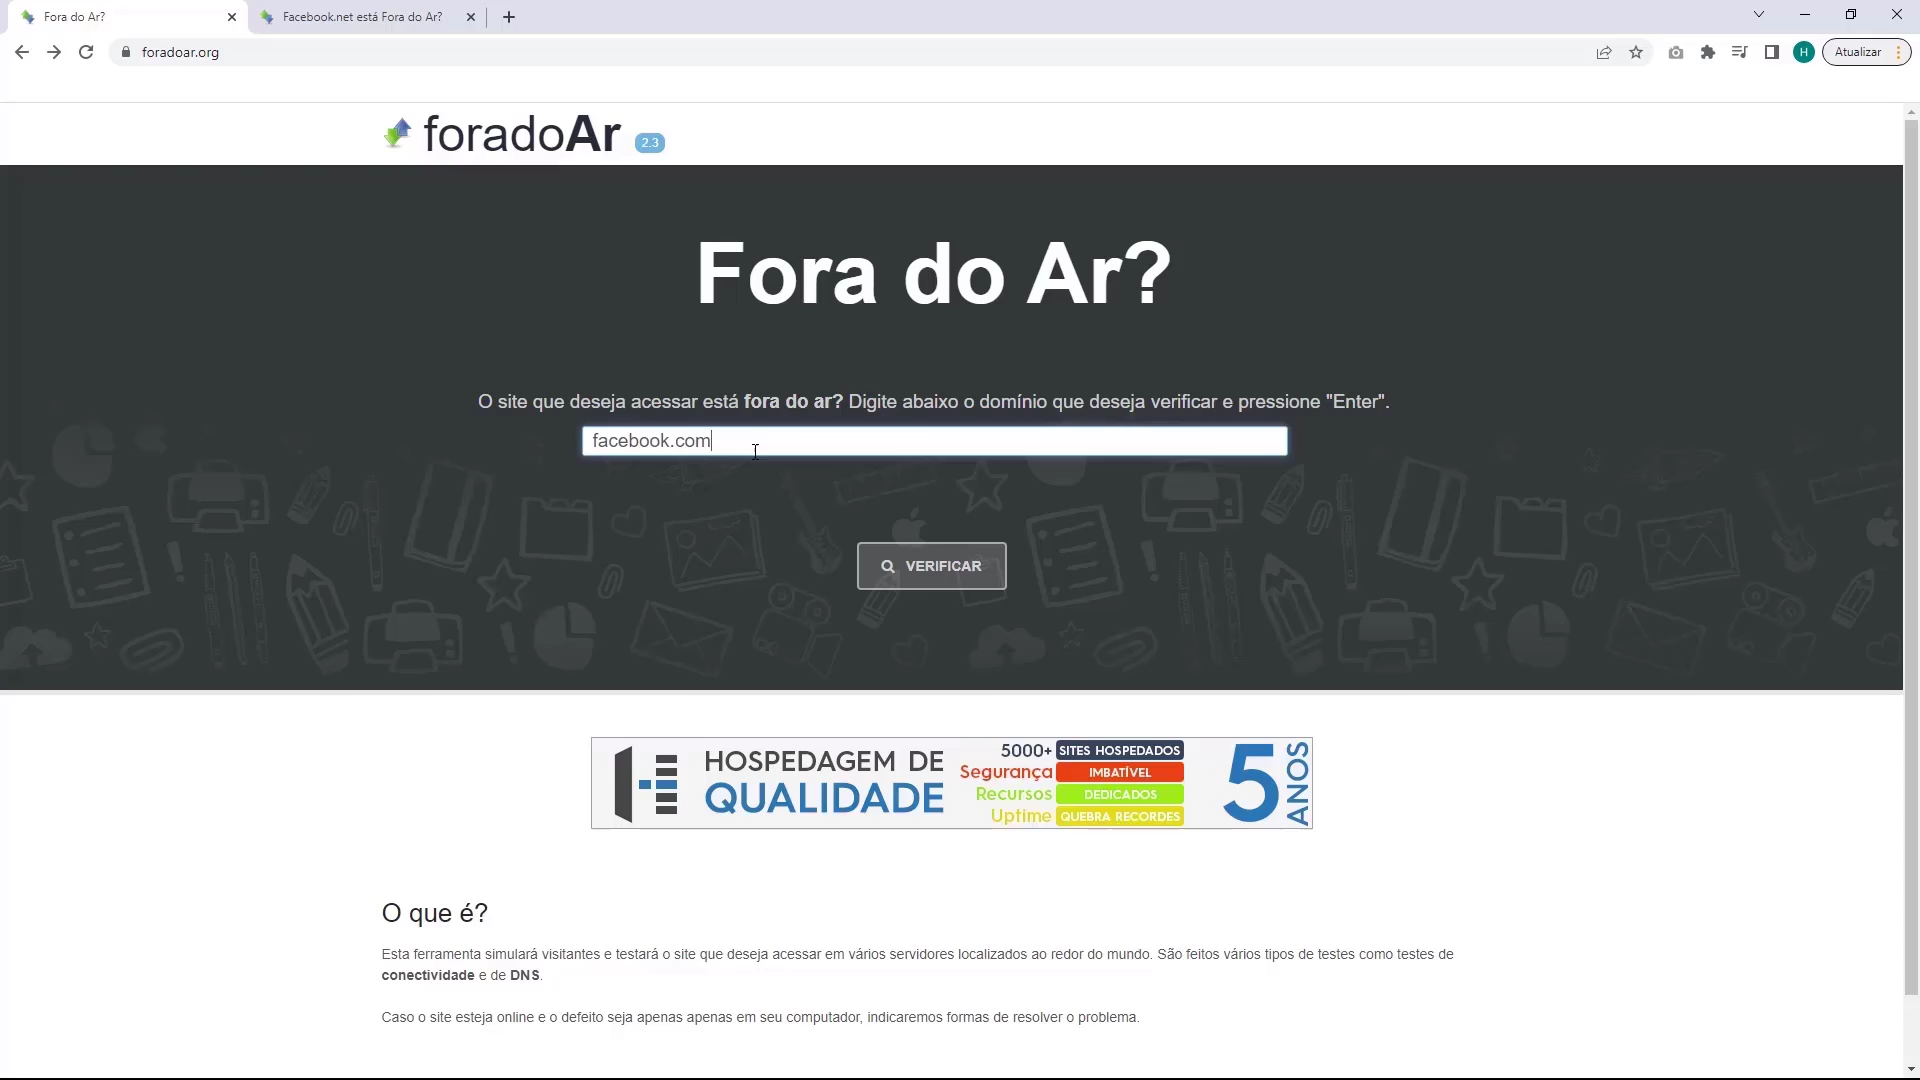 Fora do Ar?
Facebook.net está Fora do Ar?
foradoar.org
H
Atualizar
foradoAr 2.3
Fora do Ar?
O site que deseja acessar está fora do ar? Digite abaixo o domínio que deseja verificar e pressione "Enter".
facebook.com
VERIFICAR
HOSPEDAGEM DE
QUALIDADE
5000+ SITES HOSPEDADOS
Segurança IMBATÍVEL
Recursos DEDICADOS
Uptime QUEBRA RECORDES
5 ANOS
O que é?
Esta ferramenta simulará visitantes e testará o site que deseja acessar em vários servidores localizados ao redor do mundo. São feitos vários tipos de testes como testes de
conectividade e de DNS.
Caso o site esteja online e o defeito seja apenas apenas em seu computador, indicaremos formas de resolver o problema.